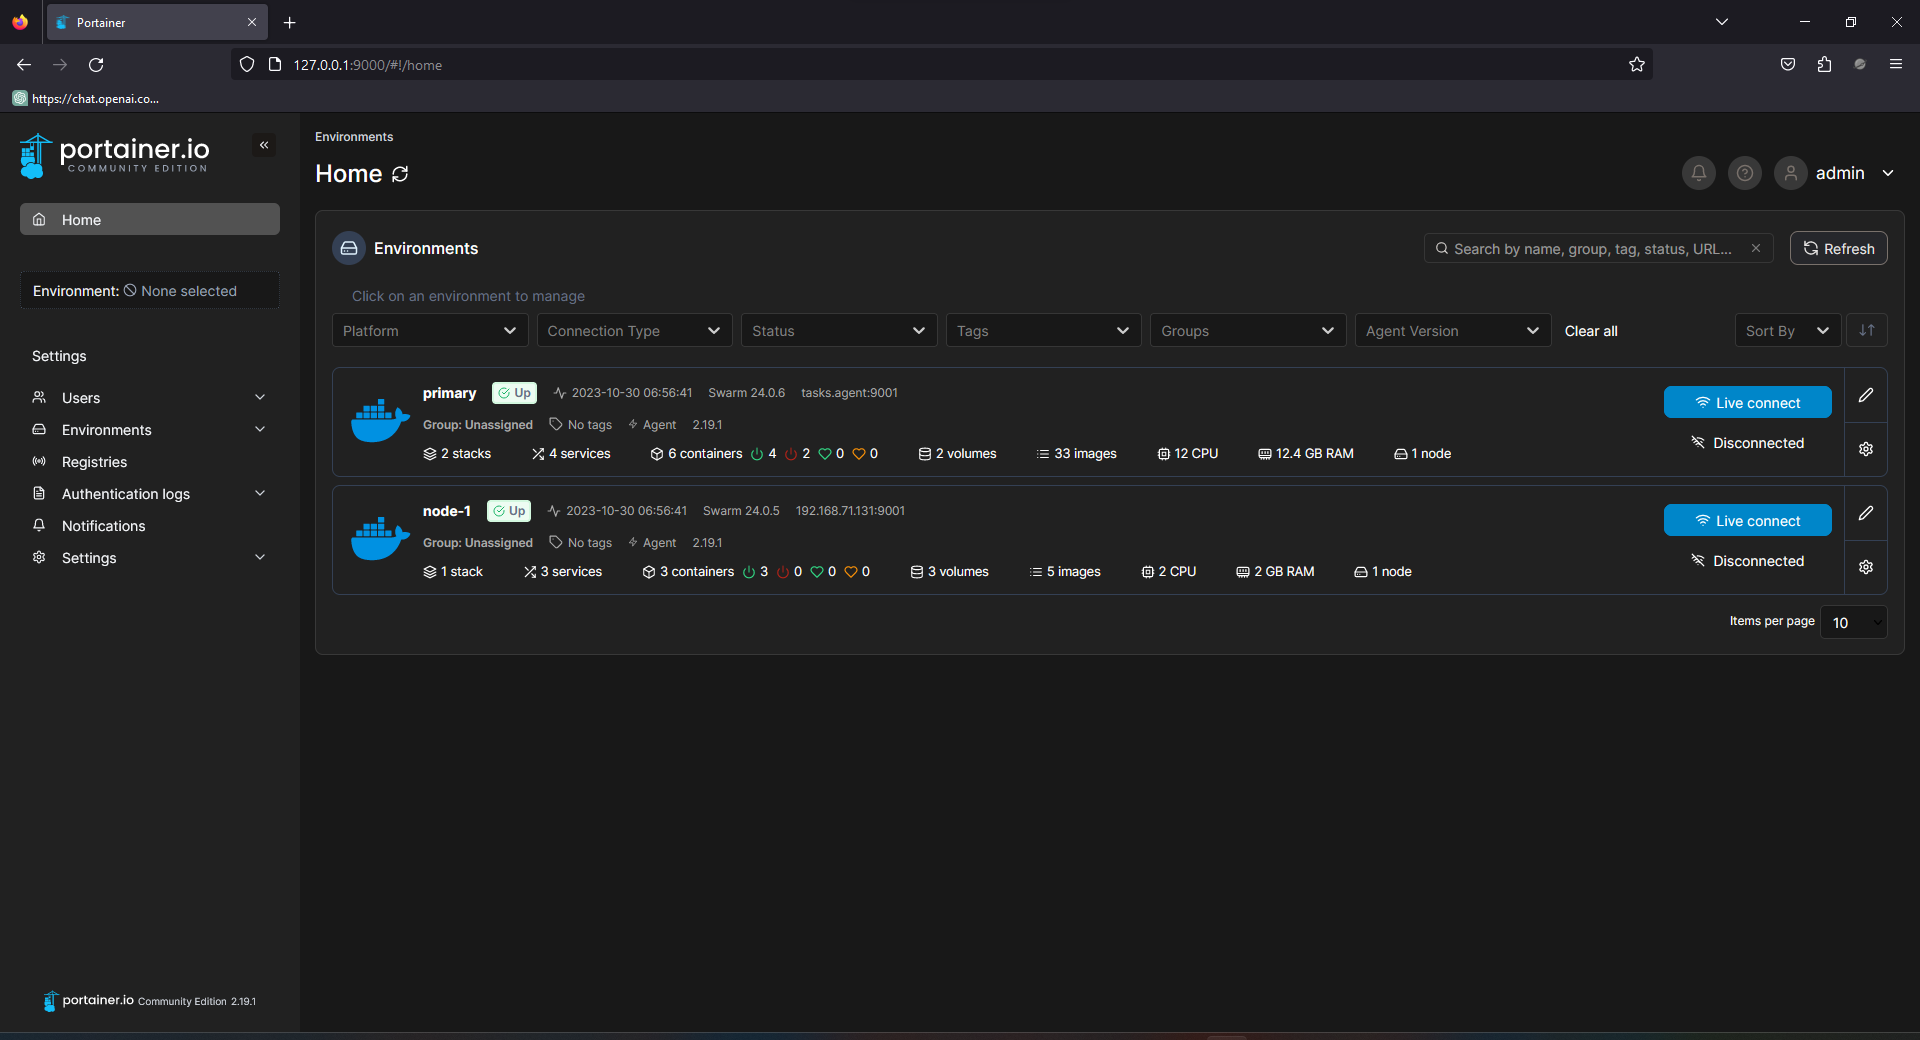 Portainer
127.0.0.1:9000/#!/home
https://chat.openai.co...
portainer.io
COMMUNITY EDITION
Home
Environment: None selected
Settings
Users
Environments
Registries
Authentication logs
Notifications
Settings
portainer.io Community Edition 2.19.1
Environments
Home
admin
Environments
Search by name, group, tag, status, URL...
Refresh
Click on an environment to manage
Platform Connection Type Status Tags Groups Agent Version Clear all Sort By
primary Up 2023-10-30 06:56:41 Swarm 24.0.6 tasks.agent:9001
Group: Unassigned No tags Agent 2.19.1
2 stacks 4 services 6 containers 4 2 0 0 2 volumes 33 images 12 CPU 12.4 GB RAM 1 node
Live connect
Disconnected
node-1 Up 2023-10-30 06:56:41 Swarm 24.0.5 192.168.71.131:9001
Group: Unassigned No tags Agent 2.19.1
1 stack 3 services 3 containers 3 0 0 0 3 volumes 5 images 2 CPU 2 GB RAM 1 node
Live connect
Disconnected
Items per page 10